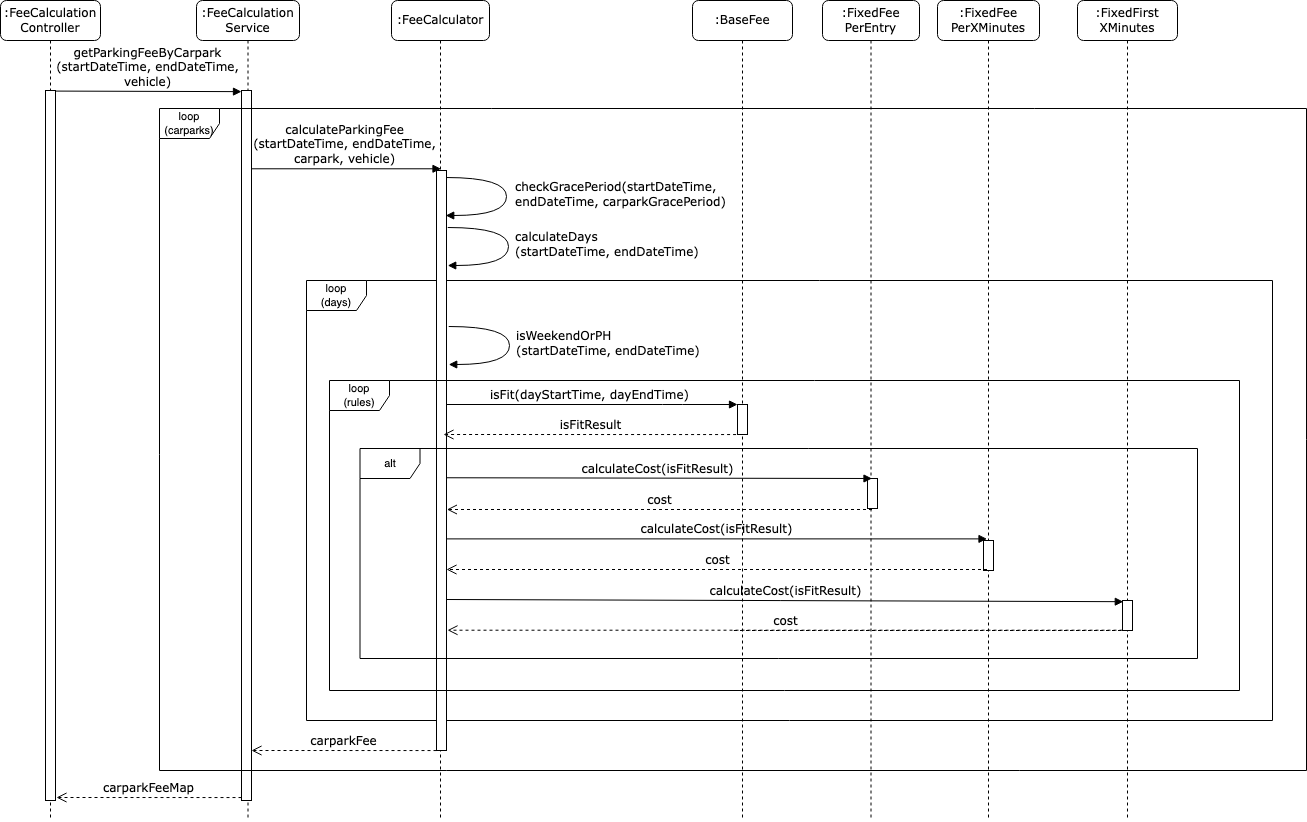 :FeeCalculation
Controller
:FeeCalculation
Service
:FeeCalculator
:BaseFee
:FixedFee
PerEntry
:FixedFee
PerXMinutes
:FixedFirst
XMinutes
getParkingFeeByCarpark
(startDateTime, endDateTime,
vehicle)
loop
(carparks)
calculateParkingFee
(startDateTime, endDateTime,
carpark, vehicle)
checkGracePeriod(startDateTime,
endDateTime, carparkGracePeriod)
calculateDays
(startDateTime, endDateTime)
loop
(days)
isWeekendOrPH
(startDateTime, endDateTime)
loop
(rules)
isFit(dayStartTime, dayEndTime)
isFitResult
alt
calculateCost(isFitResult)
cost
calculateCost(isFitResult)
cost
calculateCost(isFitResult)
cost
carparkFee
carparkFeeMap